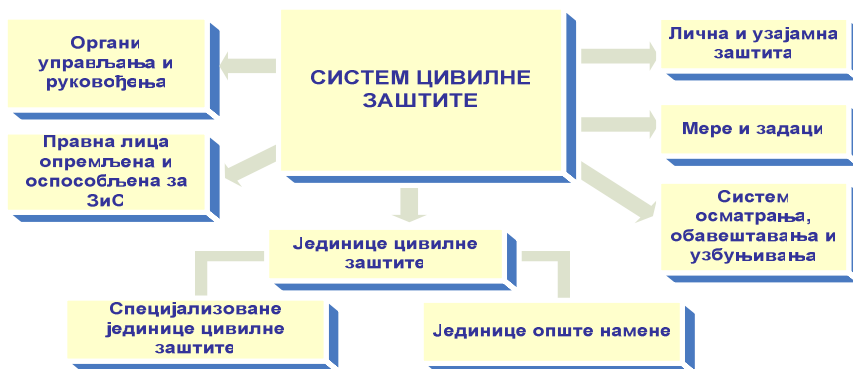 Органи
управљања и
руковођења
СИСТЕМ ЦИВИЛНЕ
ЗАШТИТЕ
Лична и узајамна
заштита
Правна лица
опремљена и
оспособљена за
ЗиС
Мере и задаци
Систем
осматрања,
обавештавања и
узбуњивања
Јединице цивилне
заштите
Специјализоване
јединице цивилне
заштите
Јединице опште намене